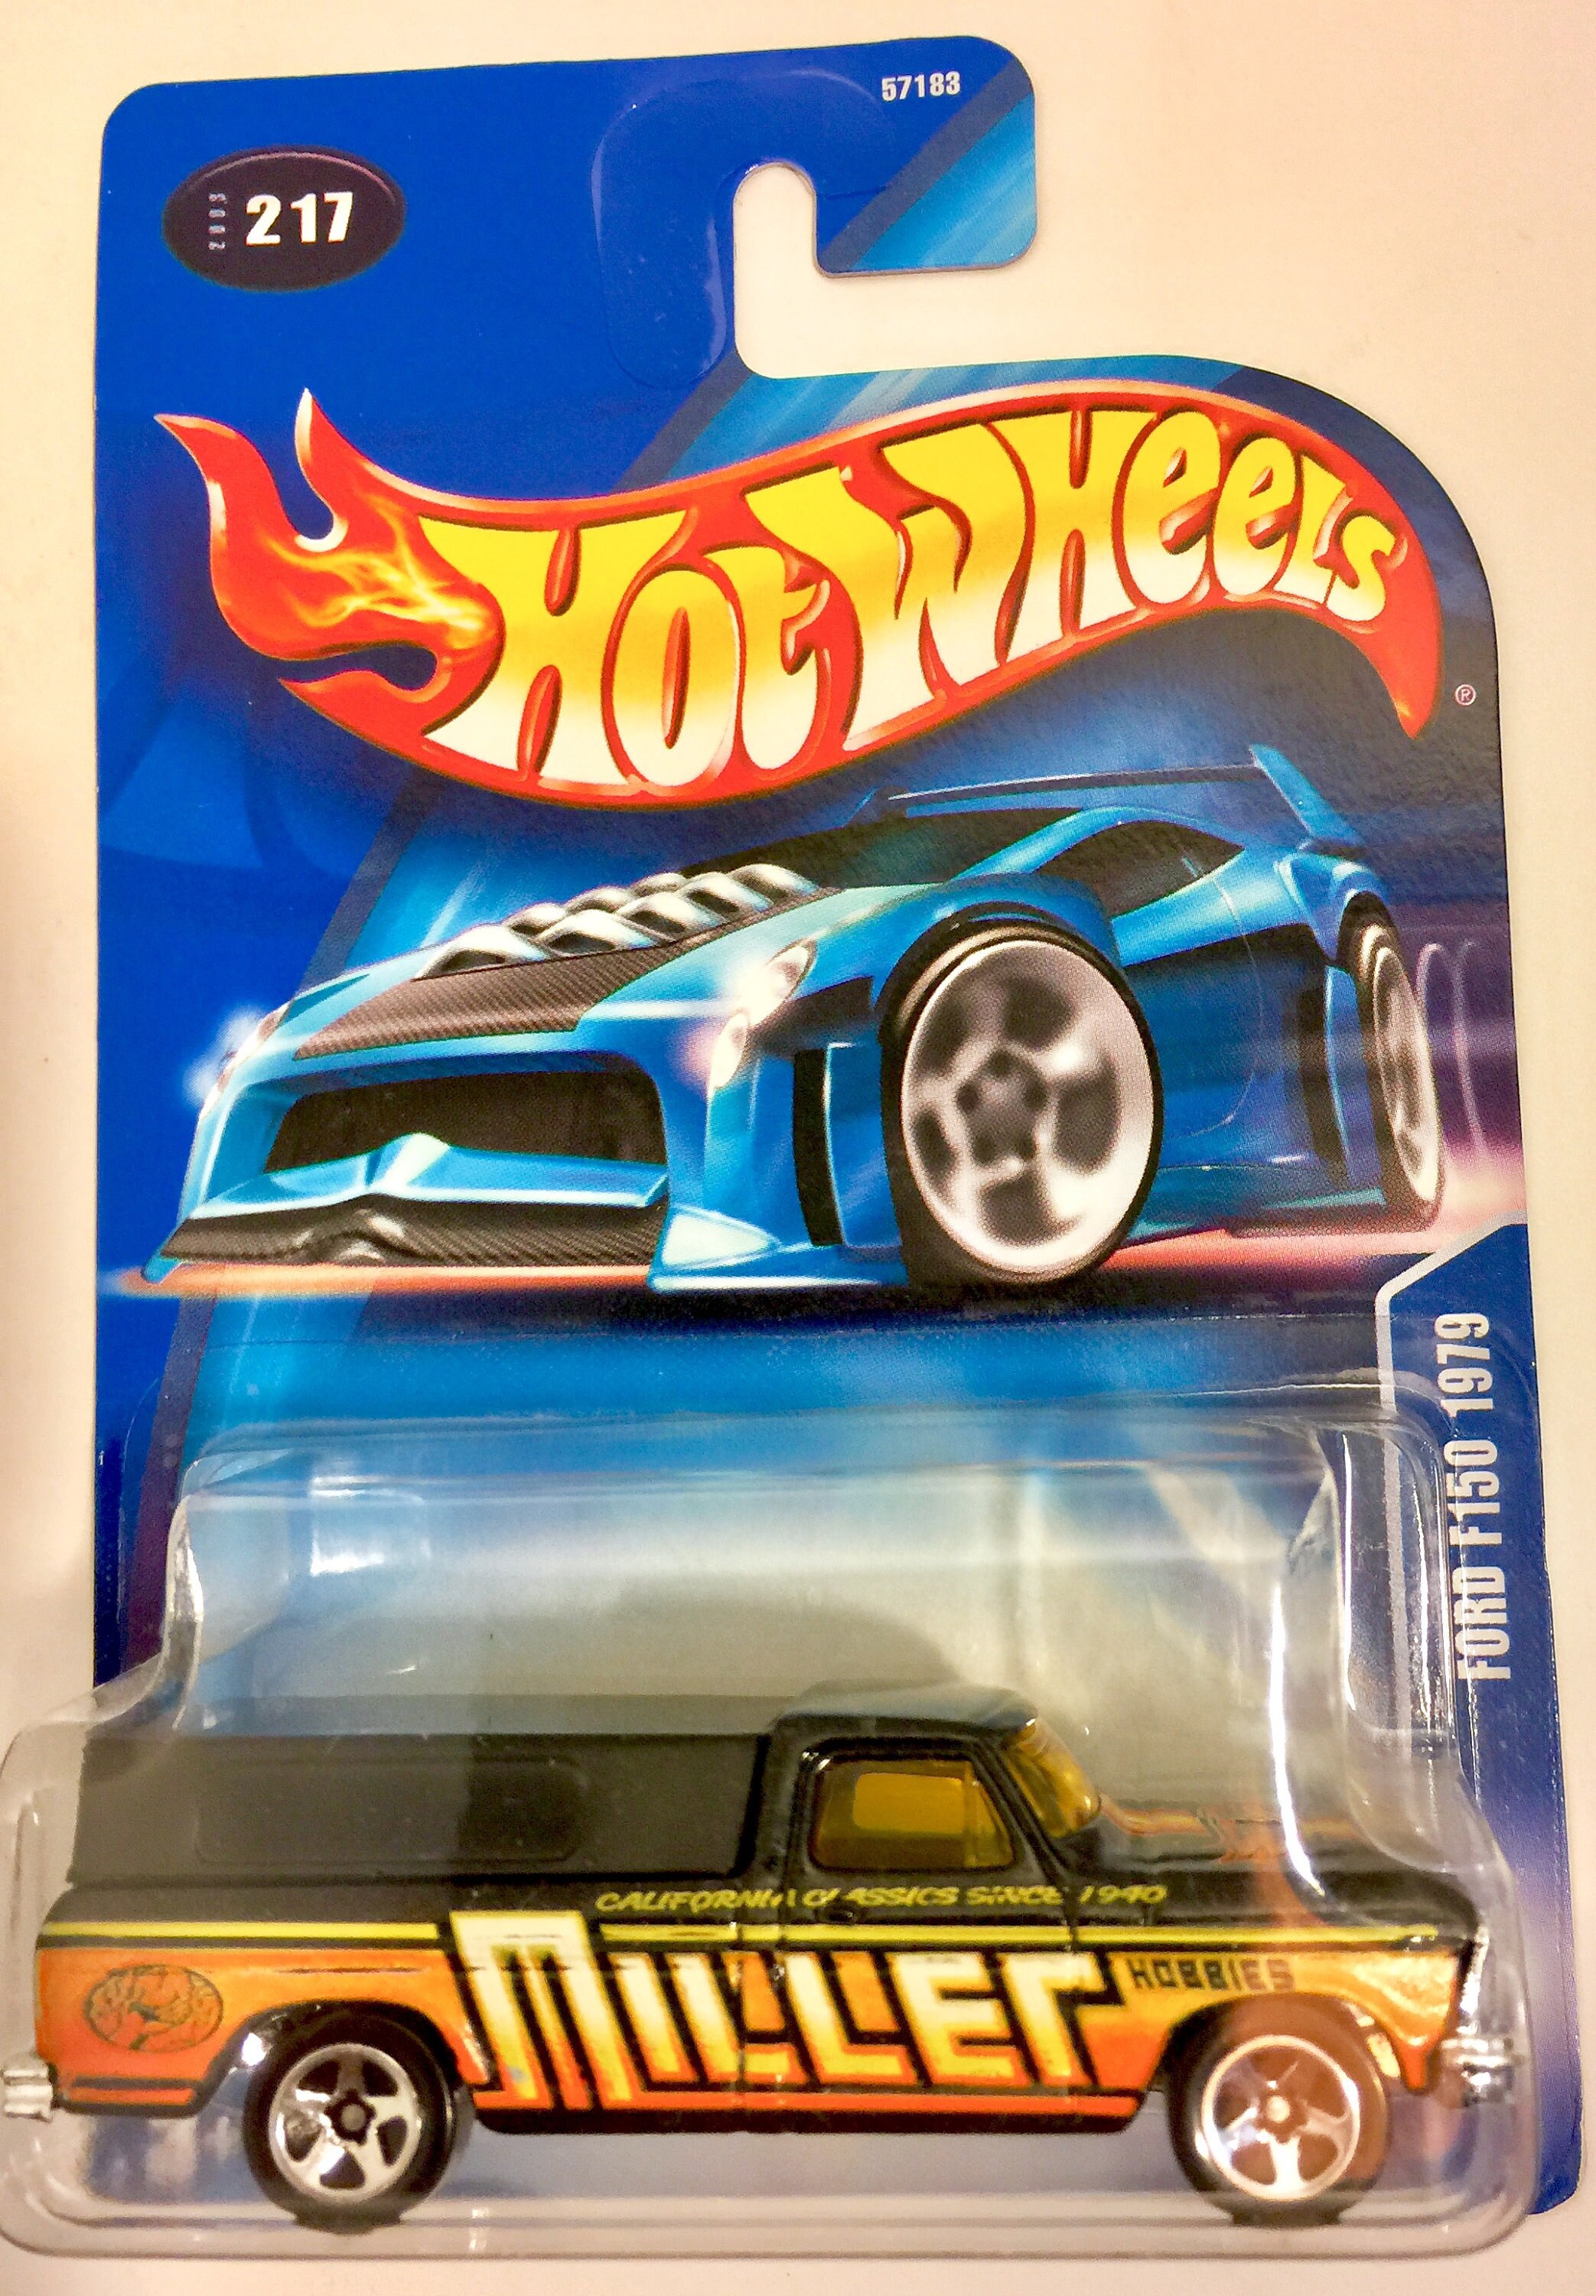 57183
2003
217
HOT WHEELS
®
FORD F150 1979
CALIFORNIA CLASSICS SINCE 1940
MILLER
HOBBIES